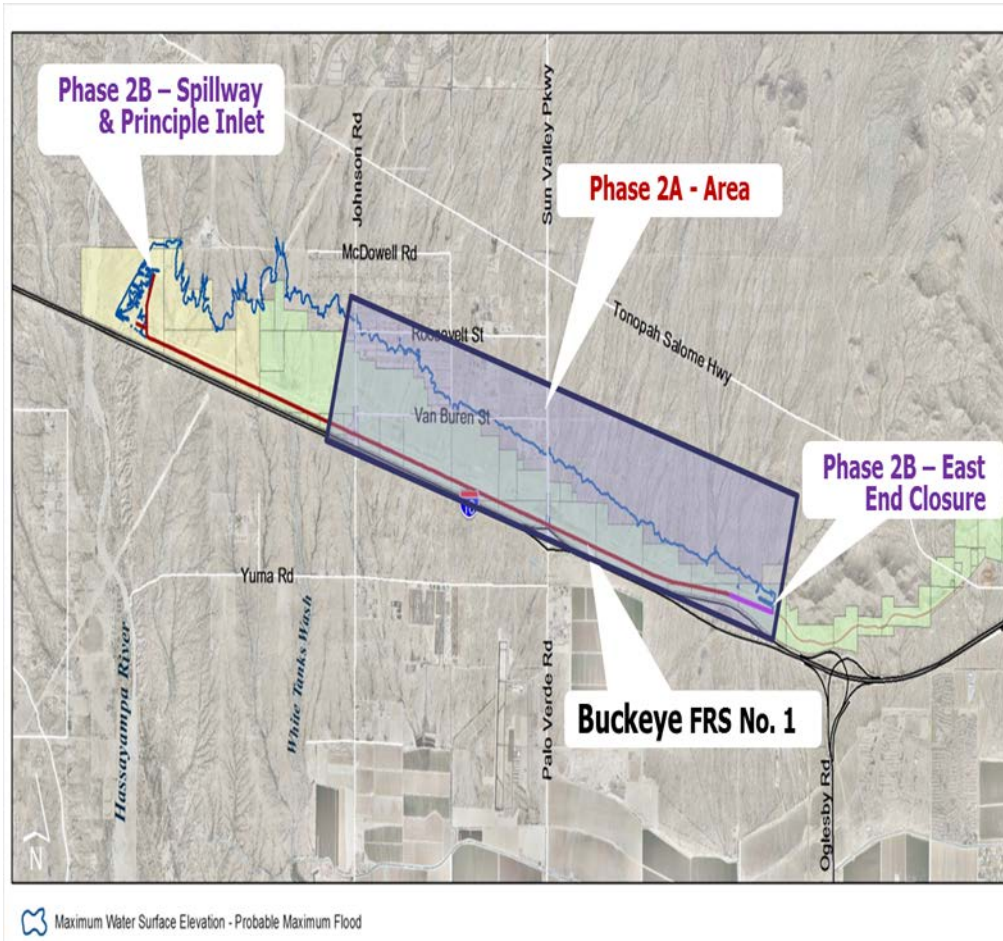 Phase 2B – Spillway
& Principle Inlet
Johnson Rd
Sun Valley Pkwy
Phase 2A - Area
McDowell Rd
Tonopah Salome Hwy
Roosevelt St
Van Buren St
Phase 2B – East
End Closure
10
Yuma Rd
Hassayampa River
White Tanks Wash
Palo Verde Rd
Buckeye FRS No. 1
Oglesby Rd
N
Maximum Water Surface Elevation - Probable Maximum Flood